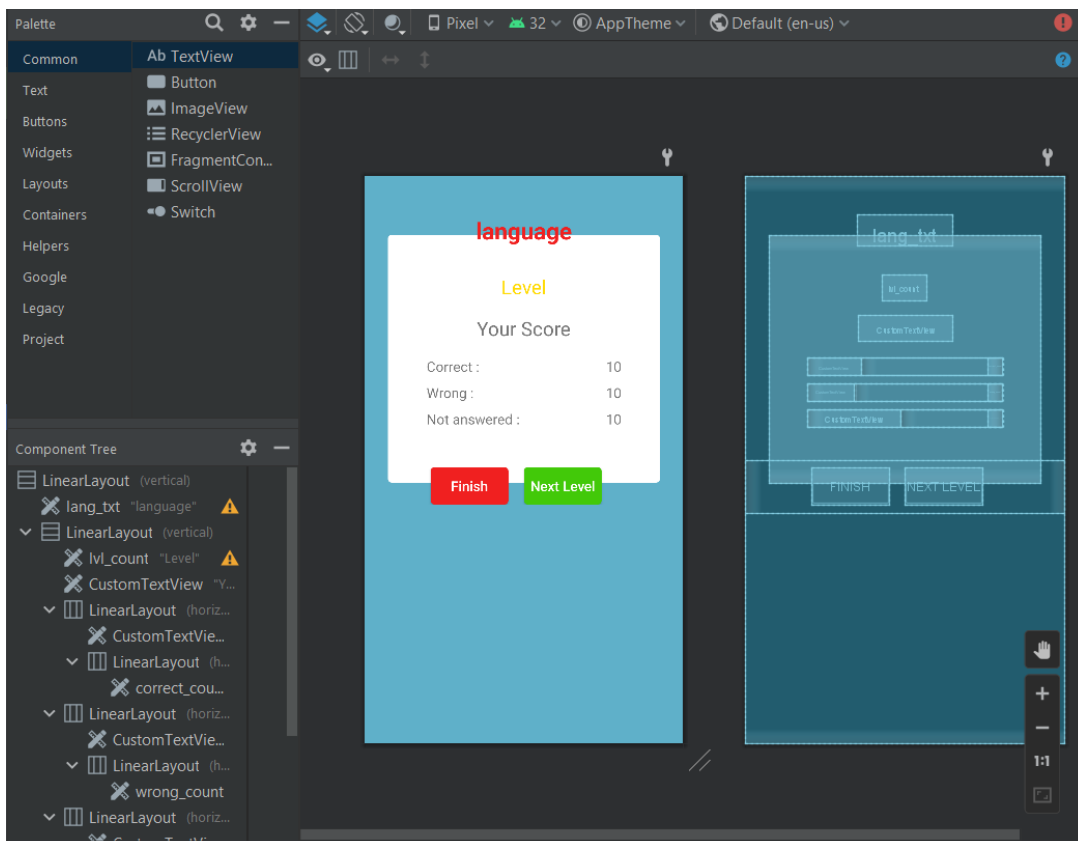 Palette
Pixel
32
AppTheme
Default (en-us)
Common
Text
Buttons
Widgets
Layouts
Containers
Helpers
Google
Legacy
Project
Ab TextView
Button
ImageView
RecyclerView
FragmentCon...
ScrollView
Switch
language
Level
Your Score
Correct : 10
Wrong : 10
Not answered : 10
Finish Next Level
lang_txt
lvl_count
CustomTextView
CustomTextView
FINISH NEXT LEVEL
1:1
Component Tree
LinearLayout (vertical)
lang_txt "language"
LinearLayout (vertical)
lvl_count "Level"
CustomTextView "Y...
LinearLayout (horiz...
CustomTextVie...
LinearLayout (h...
correct_cou...
LinearLayout (horiz...
CustomTextVie...
LinearLayout (h...
wrong_count
LinearLayout (horiz...